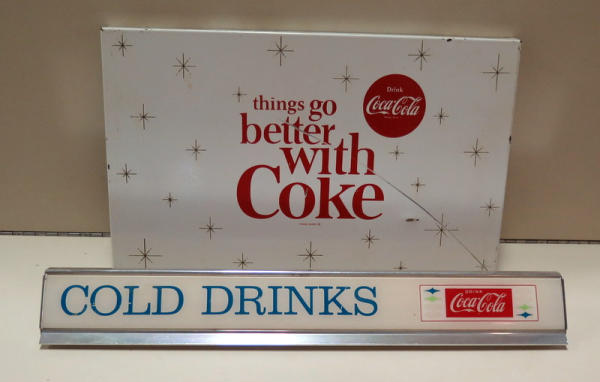 things go
better
with
Coke
Drink
Coca-Cola
COLD DRINKS
DRINK
Coca-Cola